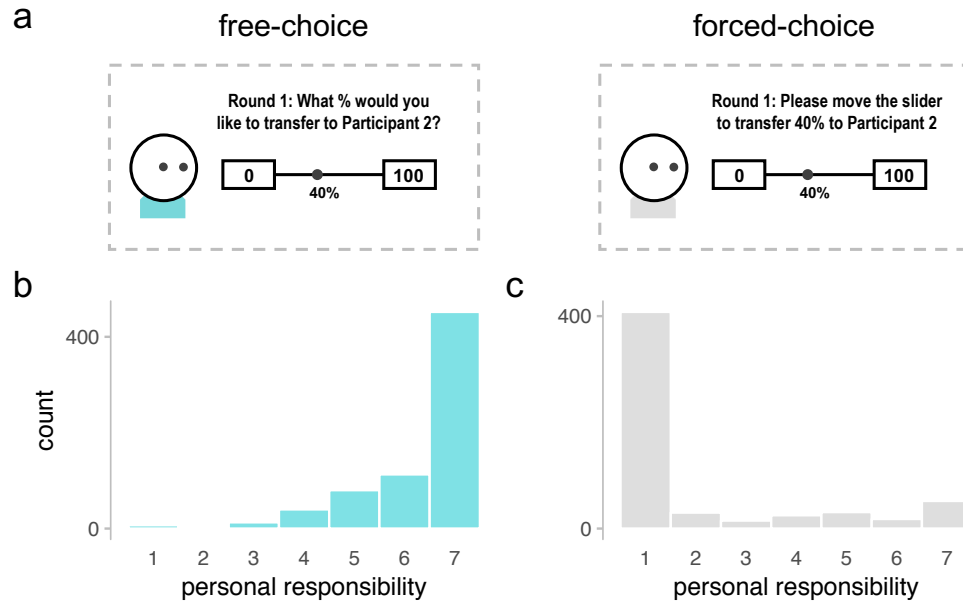 a
free-choice
forced-choice
Round 1: What % would you
like to transfer to Participant 2?
0
100
40%
Round 1: Please move the slider
to transfer 40% to Participant 2
0
100
40%
b
400
0
count
1 2 3 4 5 6 7
personal responsibility
c
400
0
1 2 3 4 5 6 7
personal responsibility